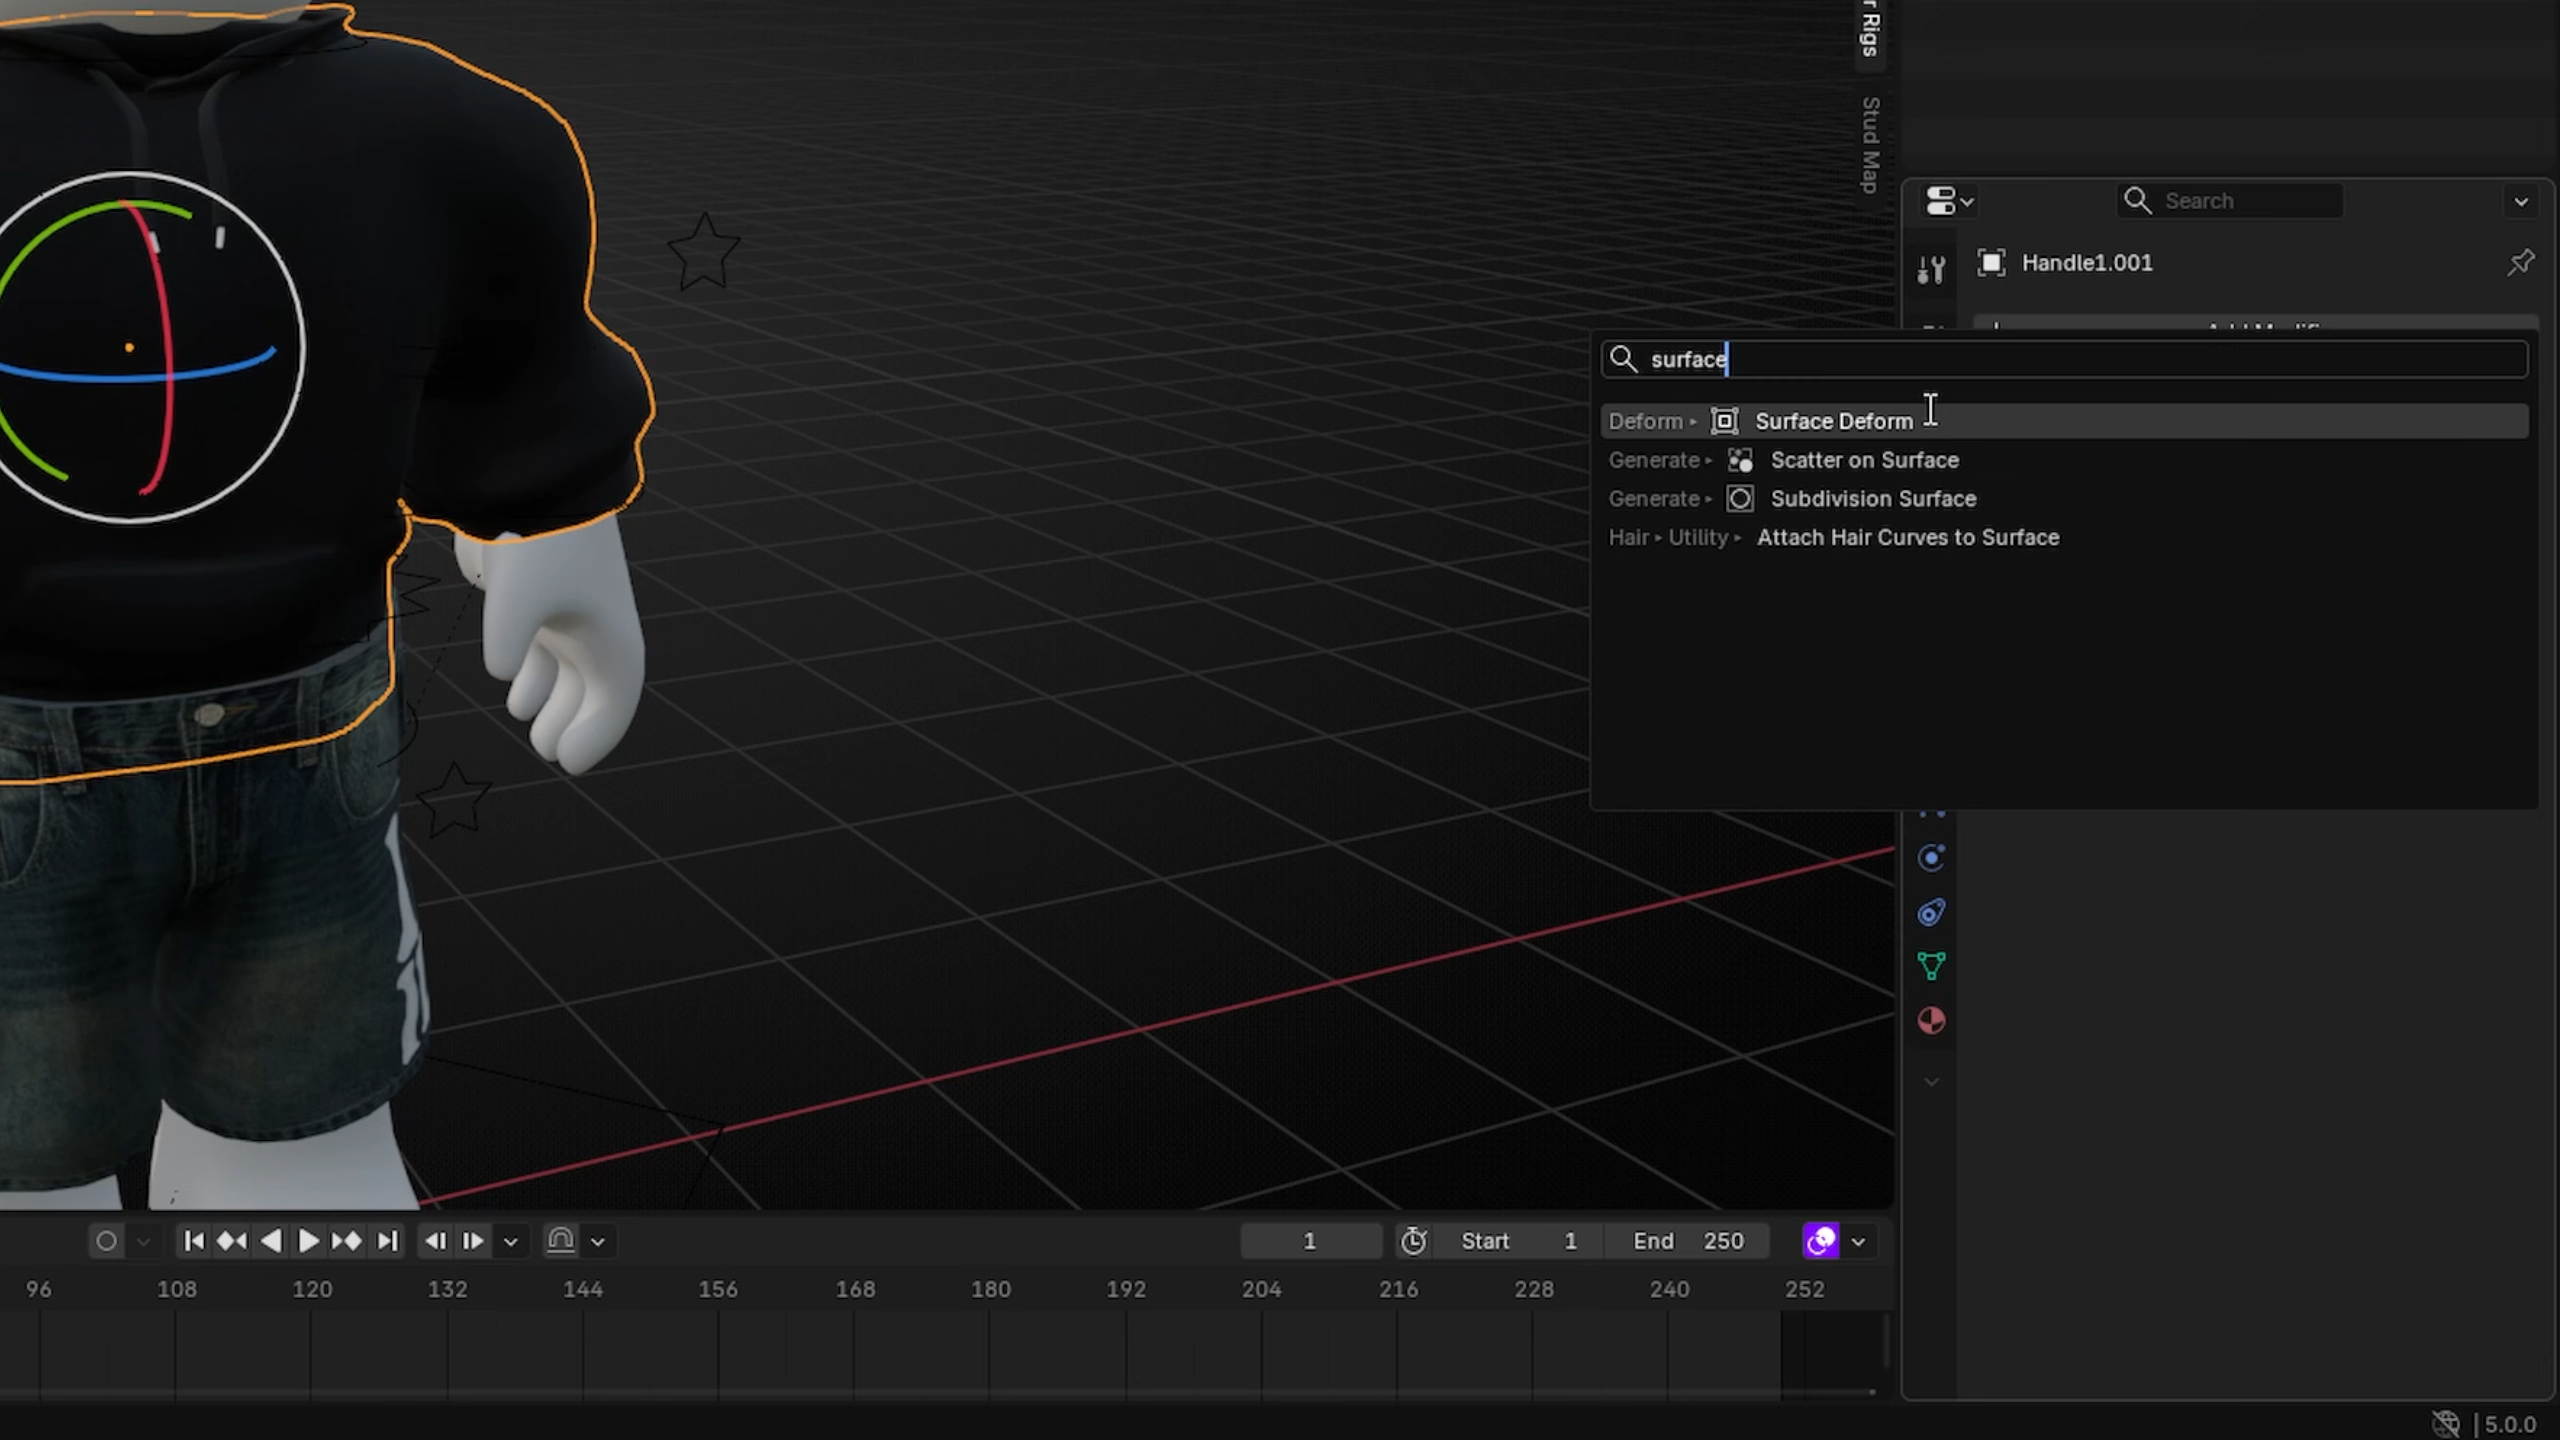 r Rigs
Stud Map
Search
Handle1.001
surface
Deform ▸ Surface Deform
Generate ▸ Scatter on Surface
Generate ▸ Subdivision Surface
Hair ▸ Utility ▸ Attach Hair Curves to Surface
1 Start 1 End 250
96 108 120 132 144 156 168 180 192 204 216 228 240 252
5.0.0